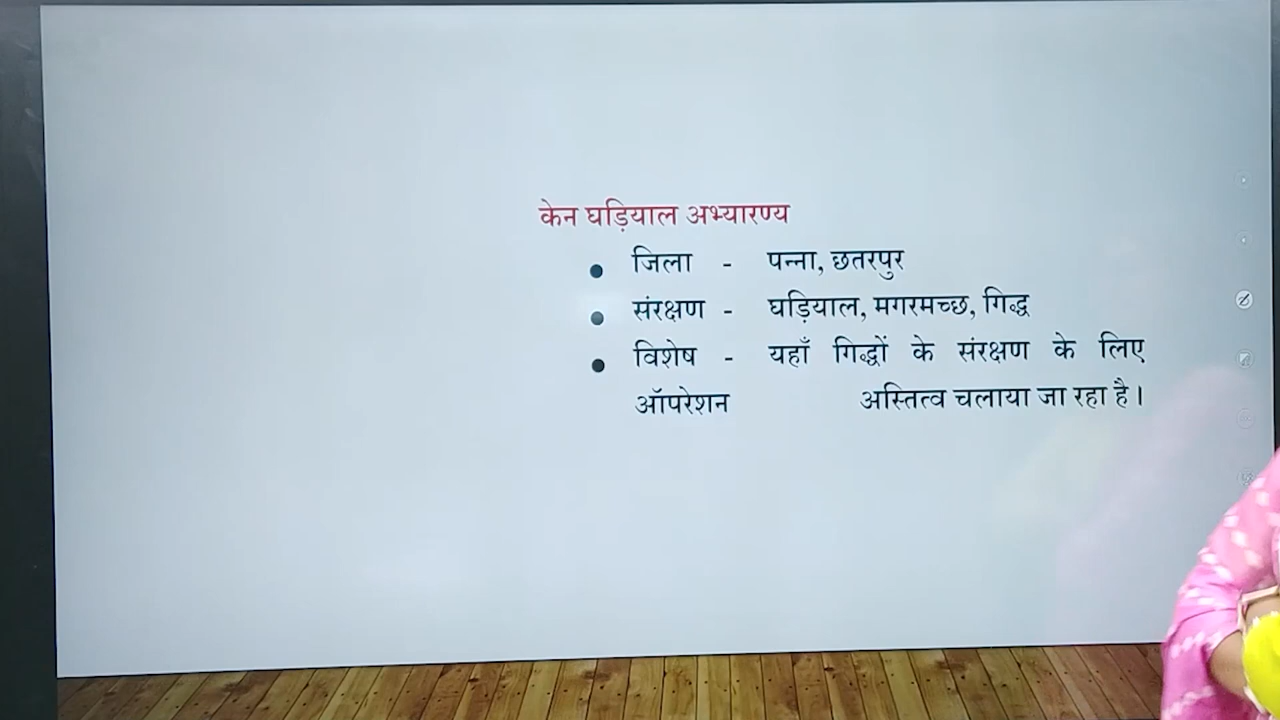 केन घड़ियाल अभ्यारण्य
• जिला - पन्ना, छतरपुर
• संरक्षण - घड़ियाल, मगरमच्छ, गिद्ध
• विशेष - यहाँ गिद्धों के संरक्षण के लिए
ऑपरेशन अस्तित्व चलाया जा रहा है।